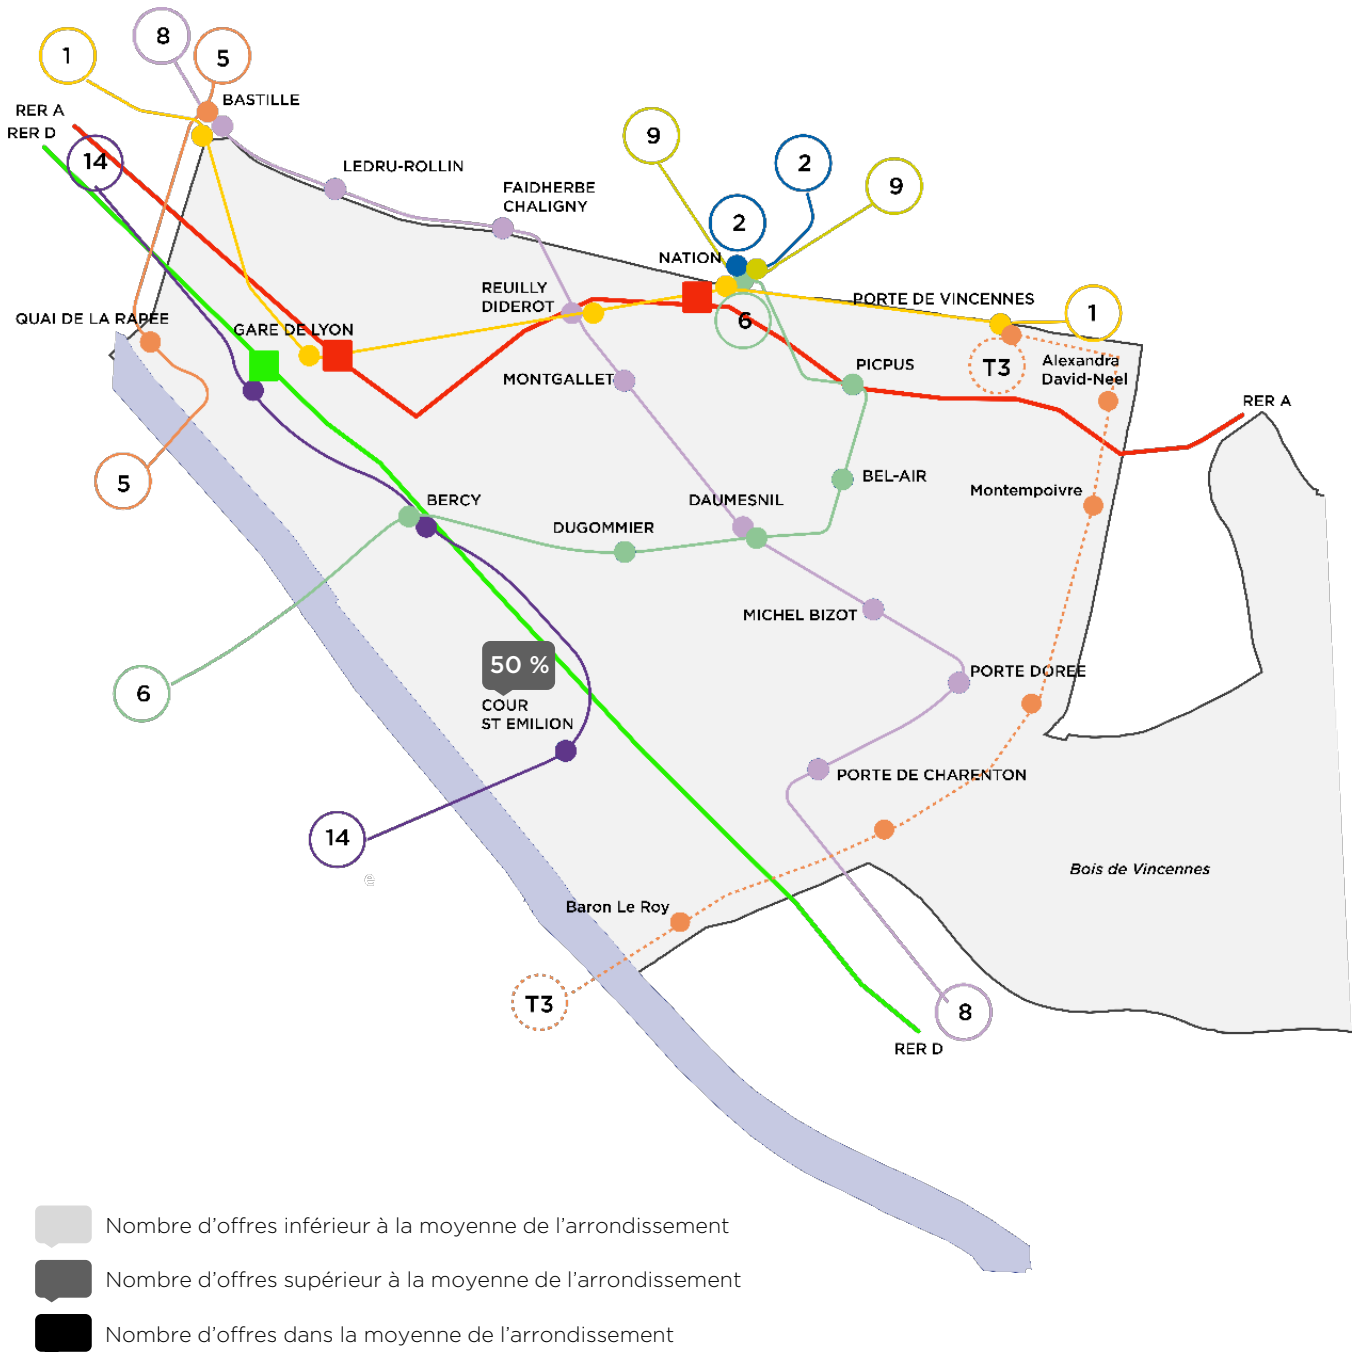 8
1
5
BASTILLE
RER A
RER D
14
LEDRU-ROLLIN
9
2
9
FAIDHERBE
CHALIGNY
2
NATION
REUILLY
DIDEROT
PORTE DE VINCENNES
1
QUAI DE LA RAPÉE
GARE DE LYON
6
T3
Alexandra
David-Neel
PICPUS
MONTGALLET
RER A
5
BEL-AIR
Montempoivre
BERCY
DAUMESNIL
DUGOMMIER
MICHEL BIZOT
50 %
PORTE DORÉE
6
COUR
ST EMILION
PORTE DE CHARENTON
14
e
Bois de Vincennes
Baron Le Roy
T3
8
RER D
Nombre d'offres inférieur à la moyenne de l'arrondissement
Nombre d'offres supérieur à la moyenne de l'arrondissement
Nombre d'offres dans la moyenne de l'arrondissement